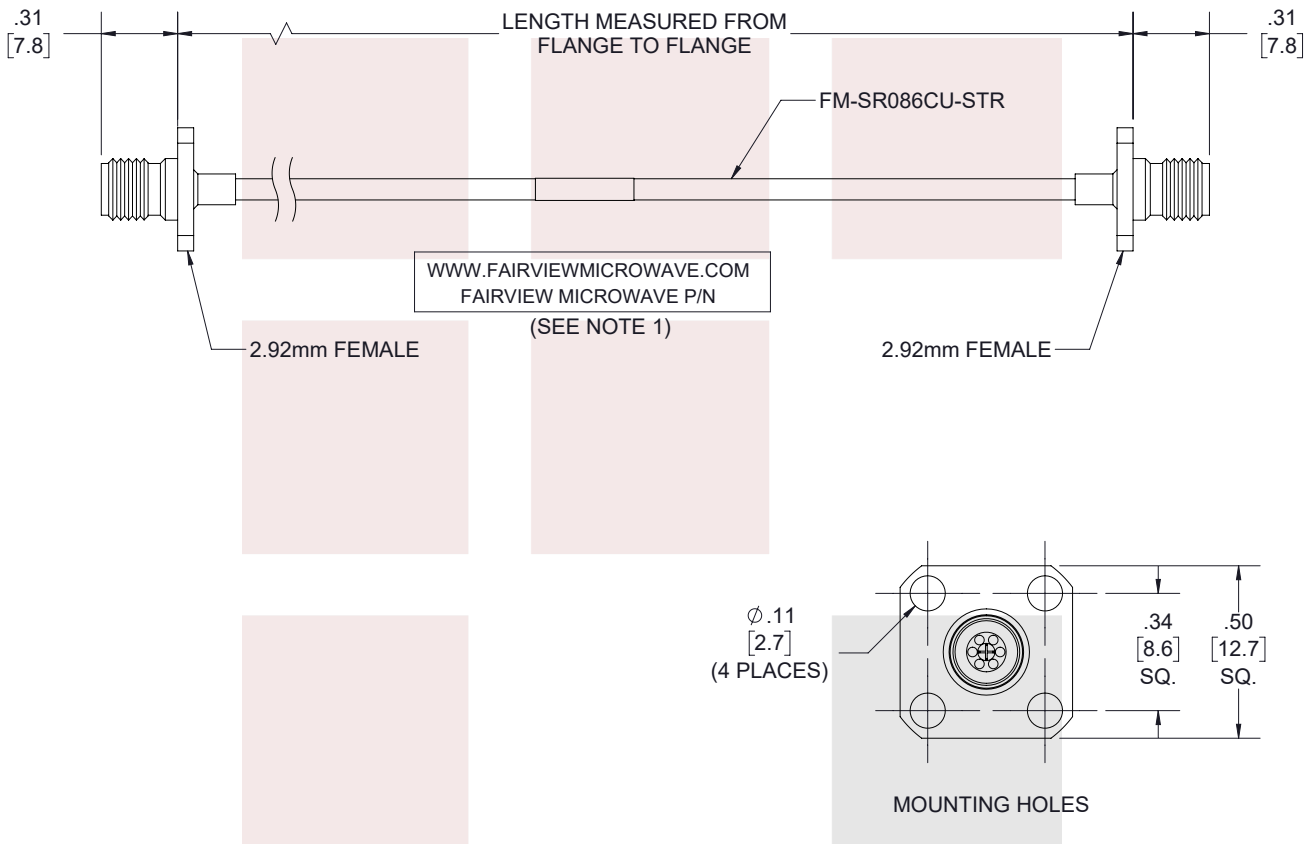 .31
[7.8]
LENGTH MEASURED FROM
FLANGE TO FLANGE
.31
[7.8]
FM-SR086CU-STR
WWW.FAIRVIEWMICROWAVE.COM
FAIRVIEW MICROWAVE P/N
(SEE NOTE 1)
2.92mm FEMALE
2.92mm FEMALE
∅.11
[2.7]
(4 PLACES)
.34
[8.6]
SQ.
.50
[12.7]
SQ.
MOUNTING HOLES